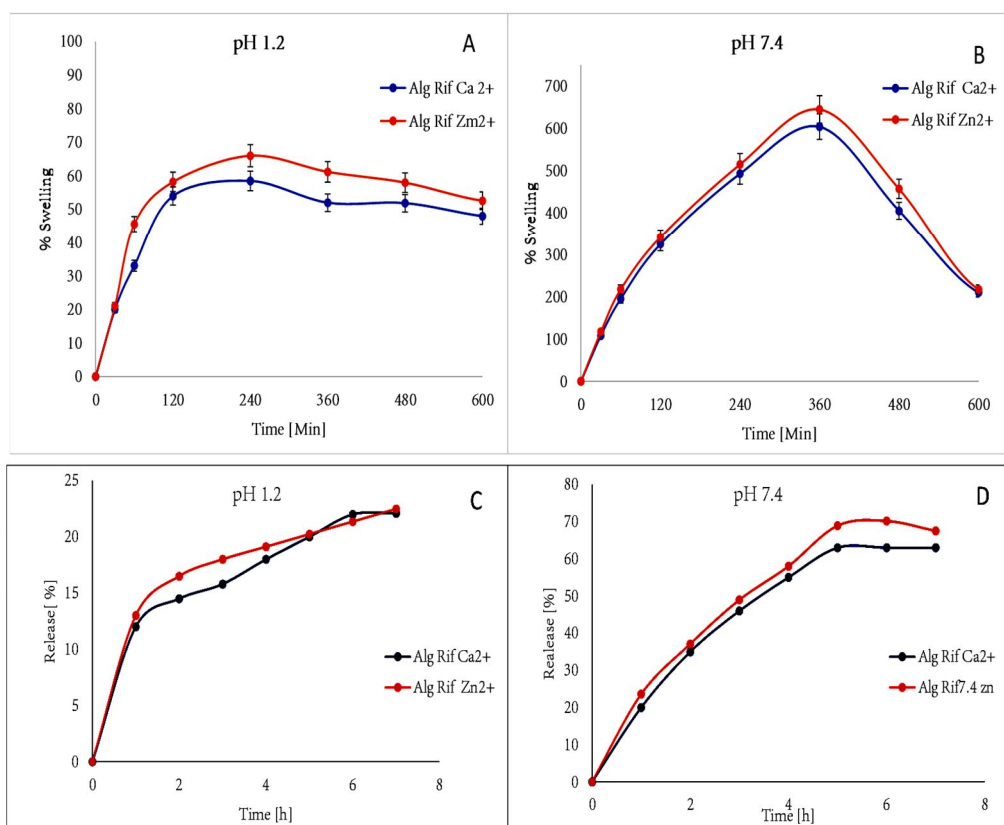 pH 1.2
A
% Swelling
100
90
80
70
60
50
40
30
20
10
0
0 120 240 360 480 600
Time [Min]
Alg Rif Ca 2+
Alg Rif Zm2+
pH 7.4
B
% Swelling
700
600
500
400
300
200
100
0
0 120 240 360 480 600
Time [Min]
Alg Rif Ca2+
Alg Rif Zn2+
pH 1.2
C
Release[ %]
25
20
15
10
5
0
0 2 4 6 8
Time [h]
Alg Rif Ca2+
Alg Rif Zn2+
pH 7.4
D
Realease [%]
80
70
60
50
40
30
20
10
0
0 2 4 6 8
Time [h]
Alg Rif Ca2+
Alg Rif7.4 zn